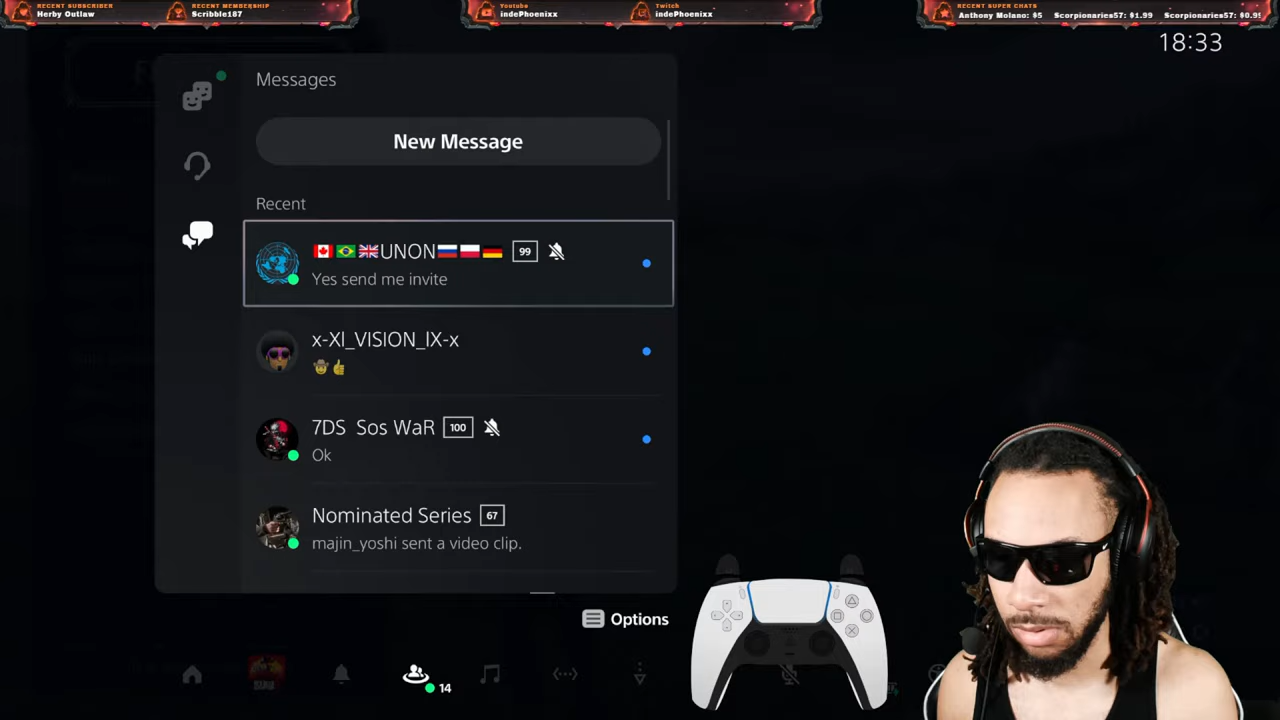 RECENT SUBSCRIBER
Herby Outlaw
RECENT MEMBERSHIP
Scribble187
Youtube
indePhoenixx
Twitch
indePhoenixx
RECENT SUPER CHATS
Anthony Molano: $5 Scorpionaries57: $1.99 Scorpionaries57: $0.9
18:33
Messages
New Message
Recent
UNON 99
Yes send me invite
x-XI_VISION_IX-x
7DS Sos WaR 100
Ok
Nominated Series 67
majin_yoshi sent a video clip.
Options
14